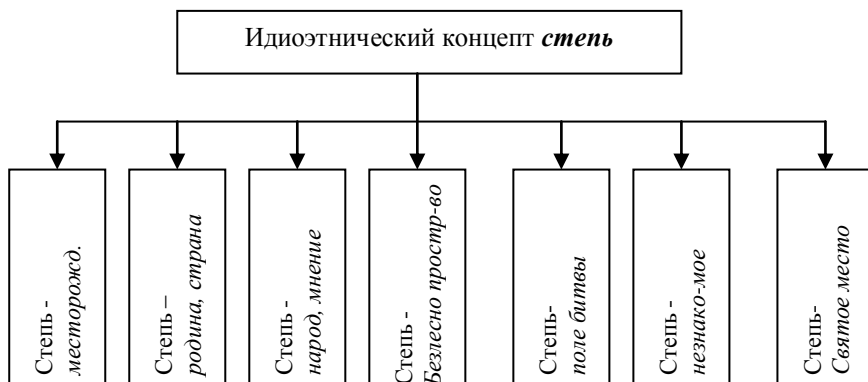 Идиоэтнический концепт степь
Степь -
месторожд.
Степь –
родина, страна
Степь -
народ, мнение
Степь -
Безлесно простр-во
Степь-
поле битвы
Степь -
незнако-мое
Степь-
Святое место